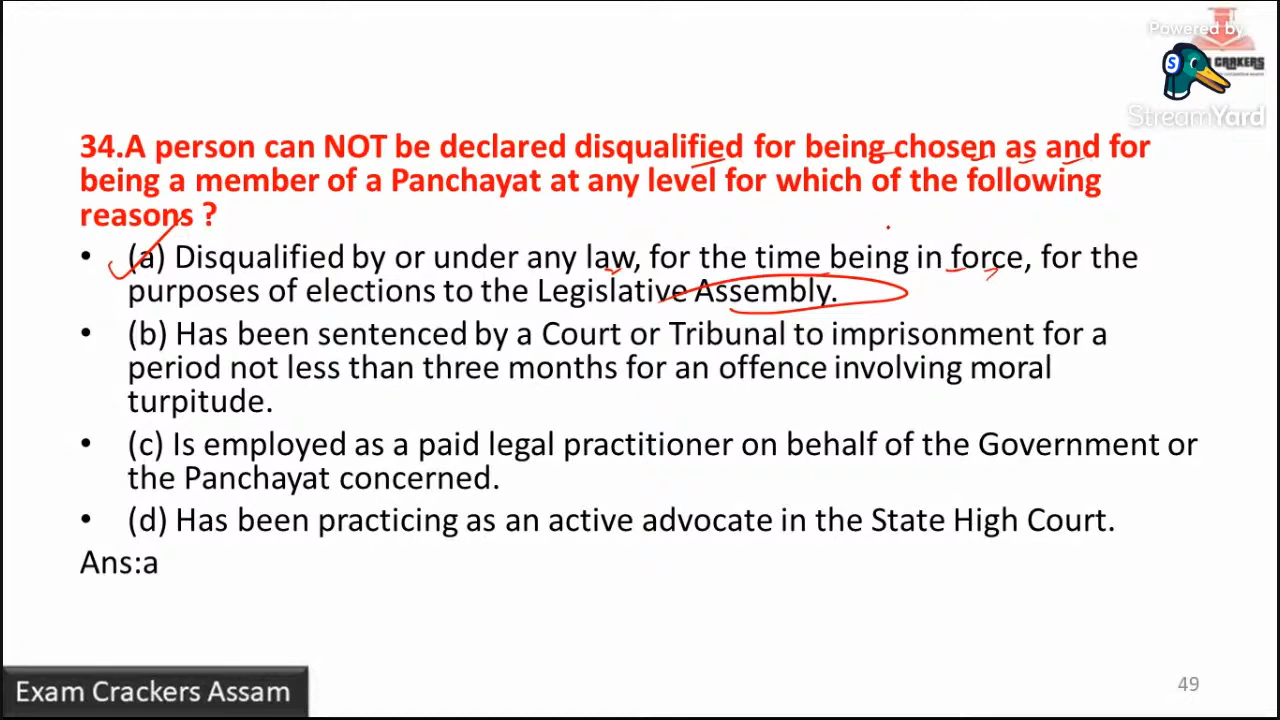 Powered by
CRAKERS
StreamYard
34.A person can NOT be declared disqualified for being chosen as and for
being a member of a Panchayat at any level for which of the following
reasons ?
• (a) Disqualified by or under any law, for the time being in force, for the
purposes of elections to the Legislative Assembly.
• (b) Has been sentenced by a Court or Tribunal to imprisonment for a
period not less than three months for an offence involving moral
turpitude.
• (c) Is employed as a paid legal practitioner on behalf of the Government or
the Panchayat concerned.
• (d) Has been practicing as an active advocate in the State High Court.
Ans:a
Exam Crackers Assam
49